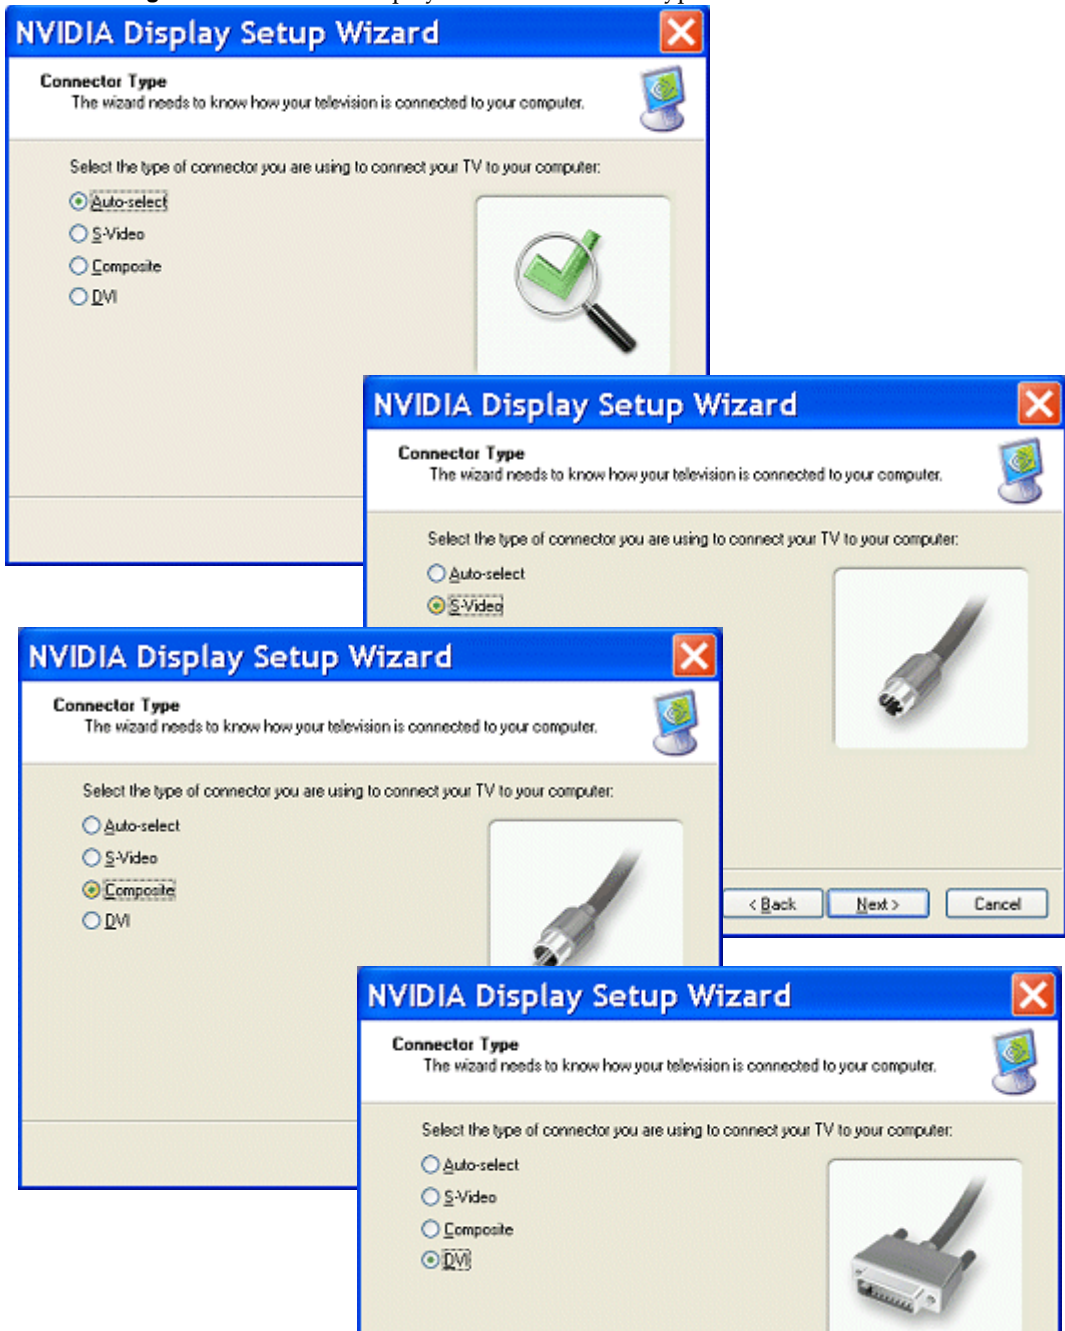 NVIDIA Display Setup Wizard
Connector Type
The wizard needs to know how your television is connected to your computer.
Select the type of connector you are using to connect your TV to your computer:
Auto-select
S-Video
Composite
DVI
NVIDIA Display Setup Wizard
Connector Type
The wizard needs to know how your television is connected to your computer.
Select the type of connector you are using to connect your TV to your computer:
Auto-select
S-Video
< Back
Next >
Cancel
NVIDIA Display Setup Wizard
Connector Type
The wizard needs to know how your television is connected to your computer.
Select the type of connector you are using to connect your TV to your computer:
Auto-select
S-Video
Composite
DVI
NVIDIA Display Setup Wizard
Connector Type
The wizard needs to know how your television is connected to your computer.
Select the type of connector you are using to connect your TV to your computer:
Auto-select
S-Video
Composite
DVI